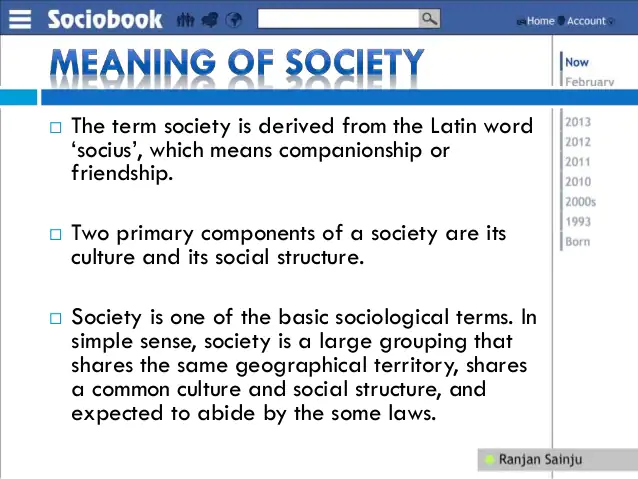 Sociobook
Home Account
MEANING OF SOCIETY
Now
February
2013
2012
2011
2010
2000s
1993
Born
□ The term society is derived from the Latin word
‘socius’, which means companionship or
friendship.
□ Two primary components of a society are its
culture and its social structure.
□ Society is one of the basic sociological terms. In
simple sense, society is a large grouping that
shares the same geographical territory, shares
a common culture and social structure, and
expected to abide by the some laws.
Ranjan Sainju